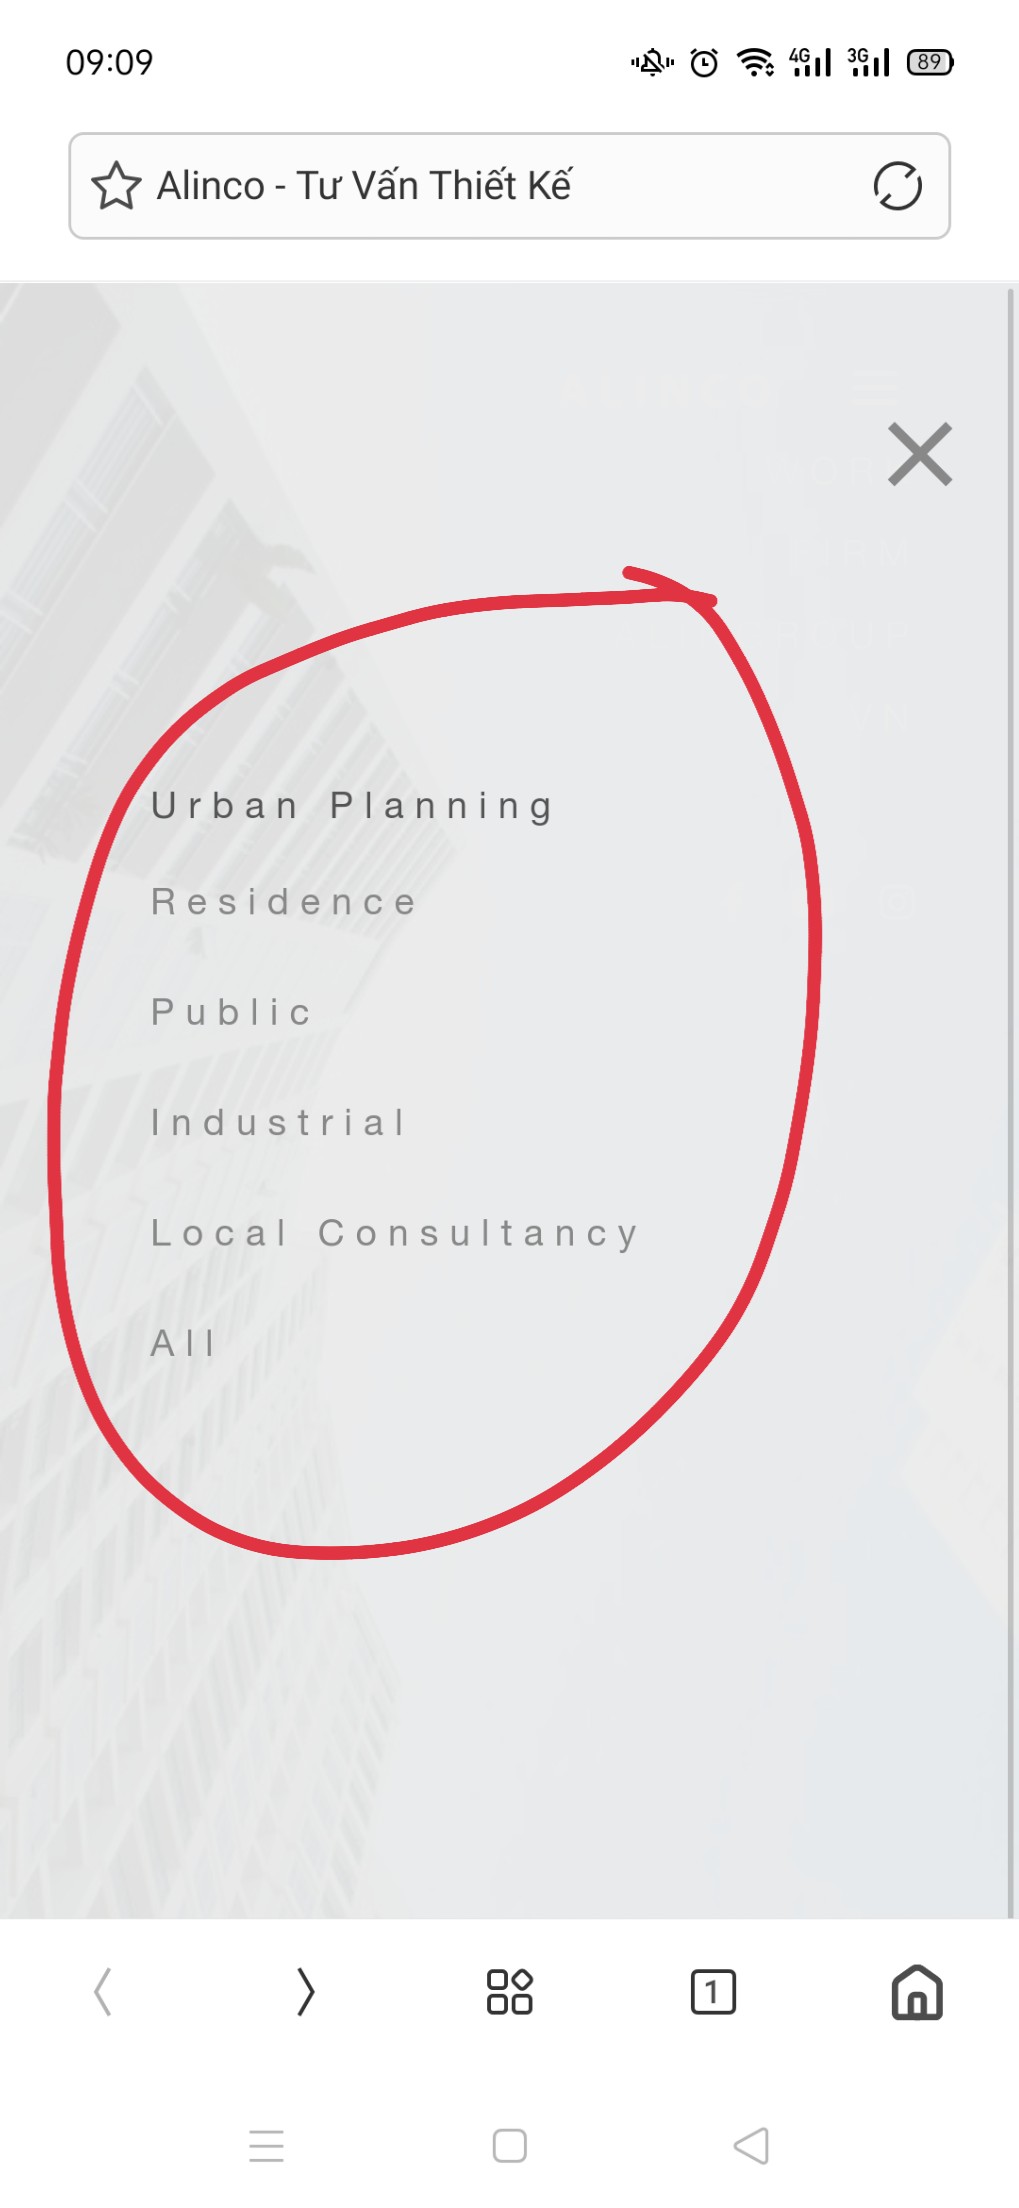 09:09
4G 3G 89
Alinco - Tư Vấn Thiết Kế
ALINCO
Urban Planning
Residence
Public
Industrial
Local Consultancy
All
1